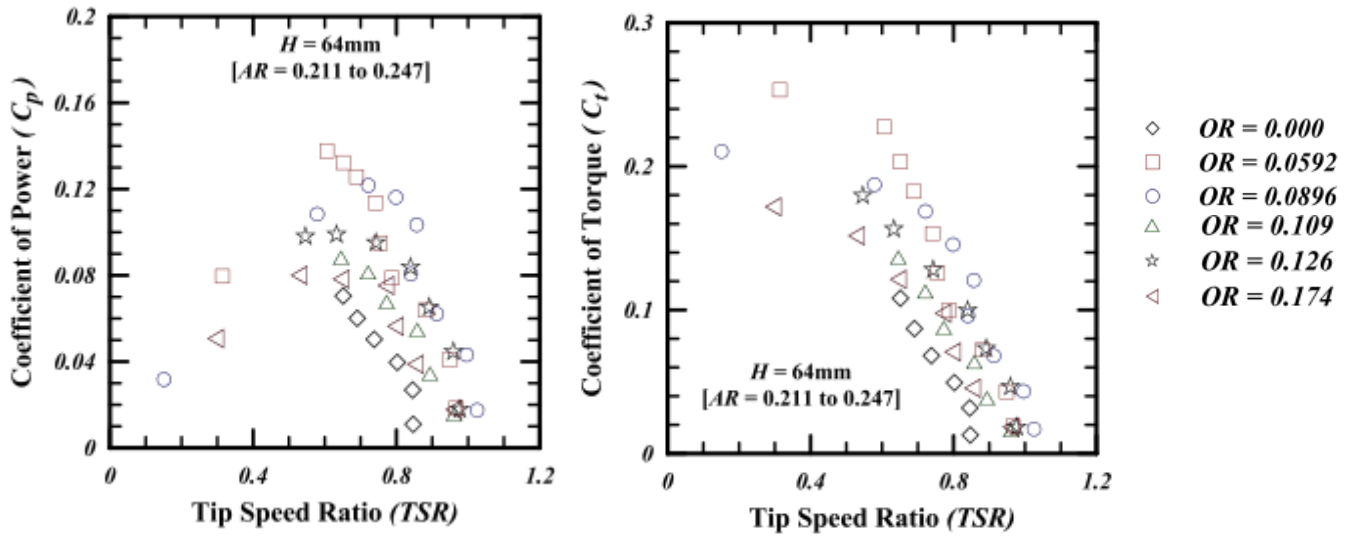 Coefficient of Power ( Cp )
0.2
0.16
0.12
0.08
0.04
0
H = 64mm
[AR = 0.211 to 0.247]
0 0.4 0.8 1.2
Tip Speed Ratio (TSR)
Coefficient of Torque ( Ct )
0.3
0.2
0.1
0
H = 64mm
[AR = 0.211 to 0.247]
0 0.4 0.8 1.2
Tip Speed Ratio (TSR)
OR = 0.000
OR = 0.0592
OR = 0.0896
OR = 0.109
OR = 0.126
OR = 0.174